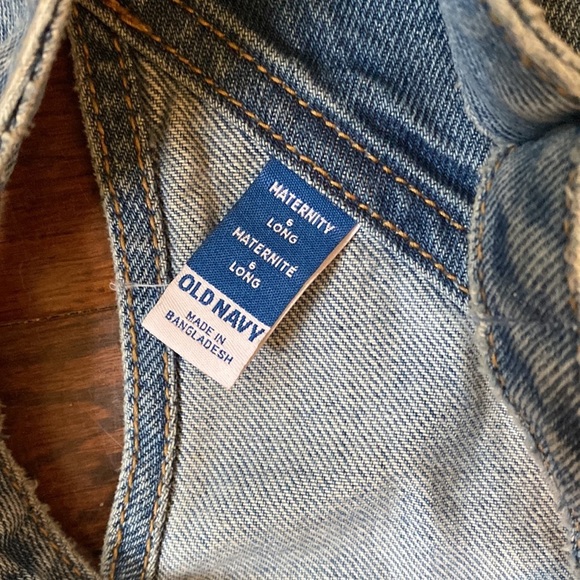 MATERNITY
6
LONG
MATERNITÉ
6
LONG
OLD NAVY
MADE IN
BANGLADESH